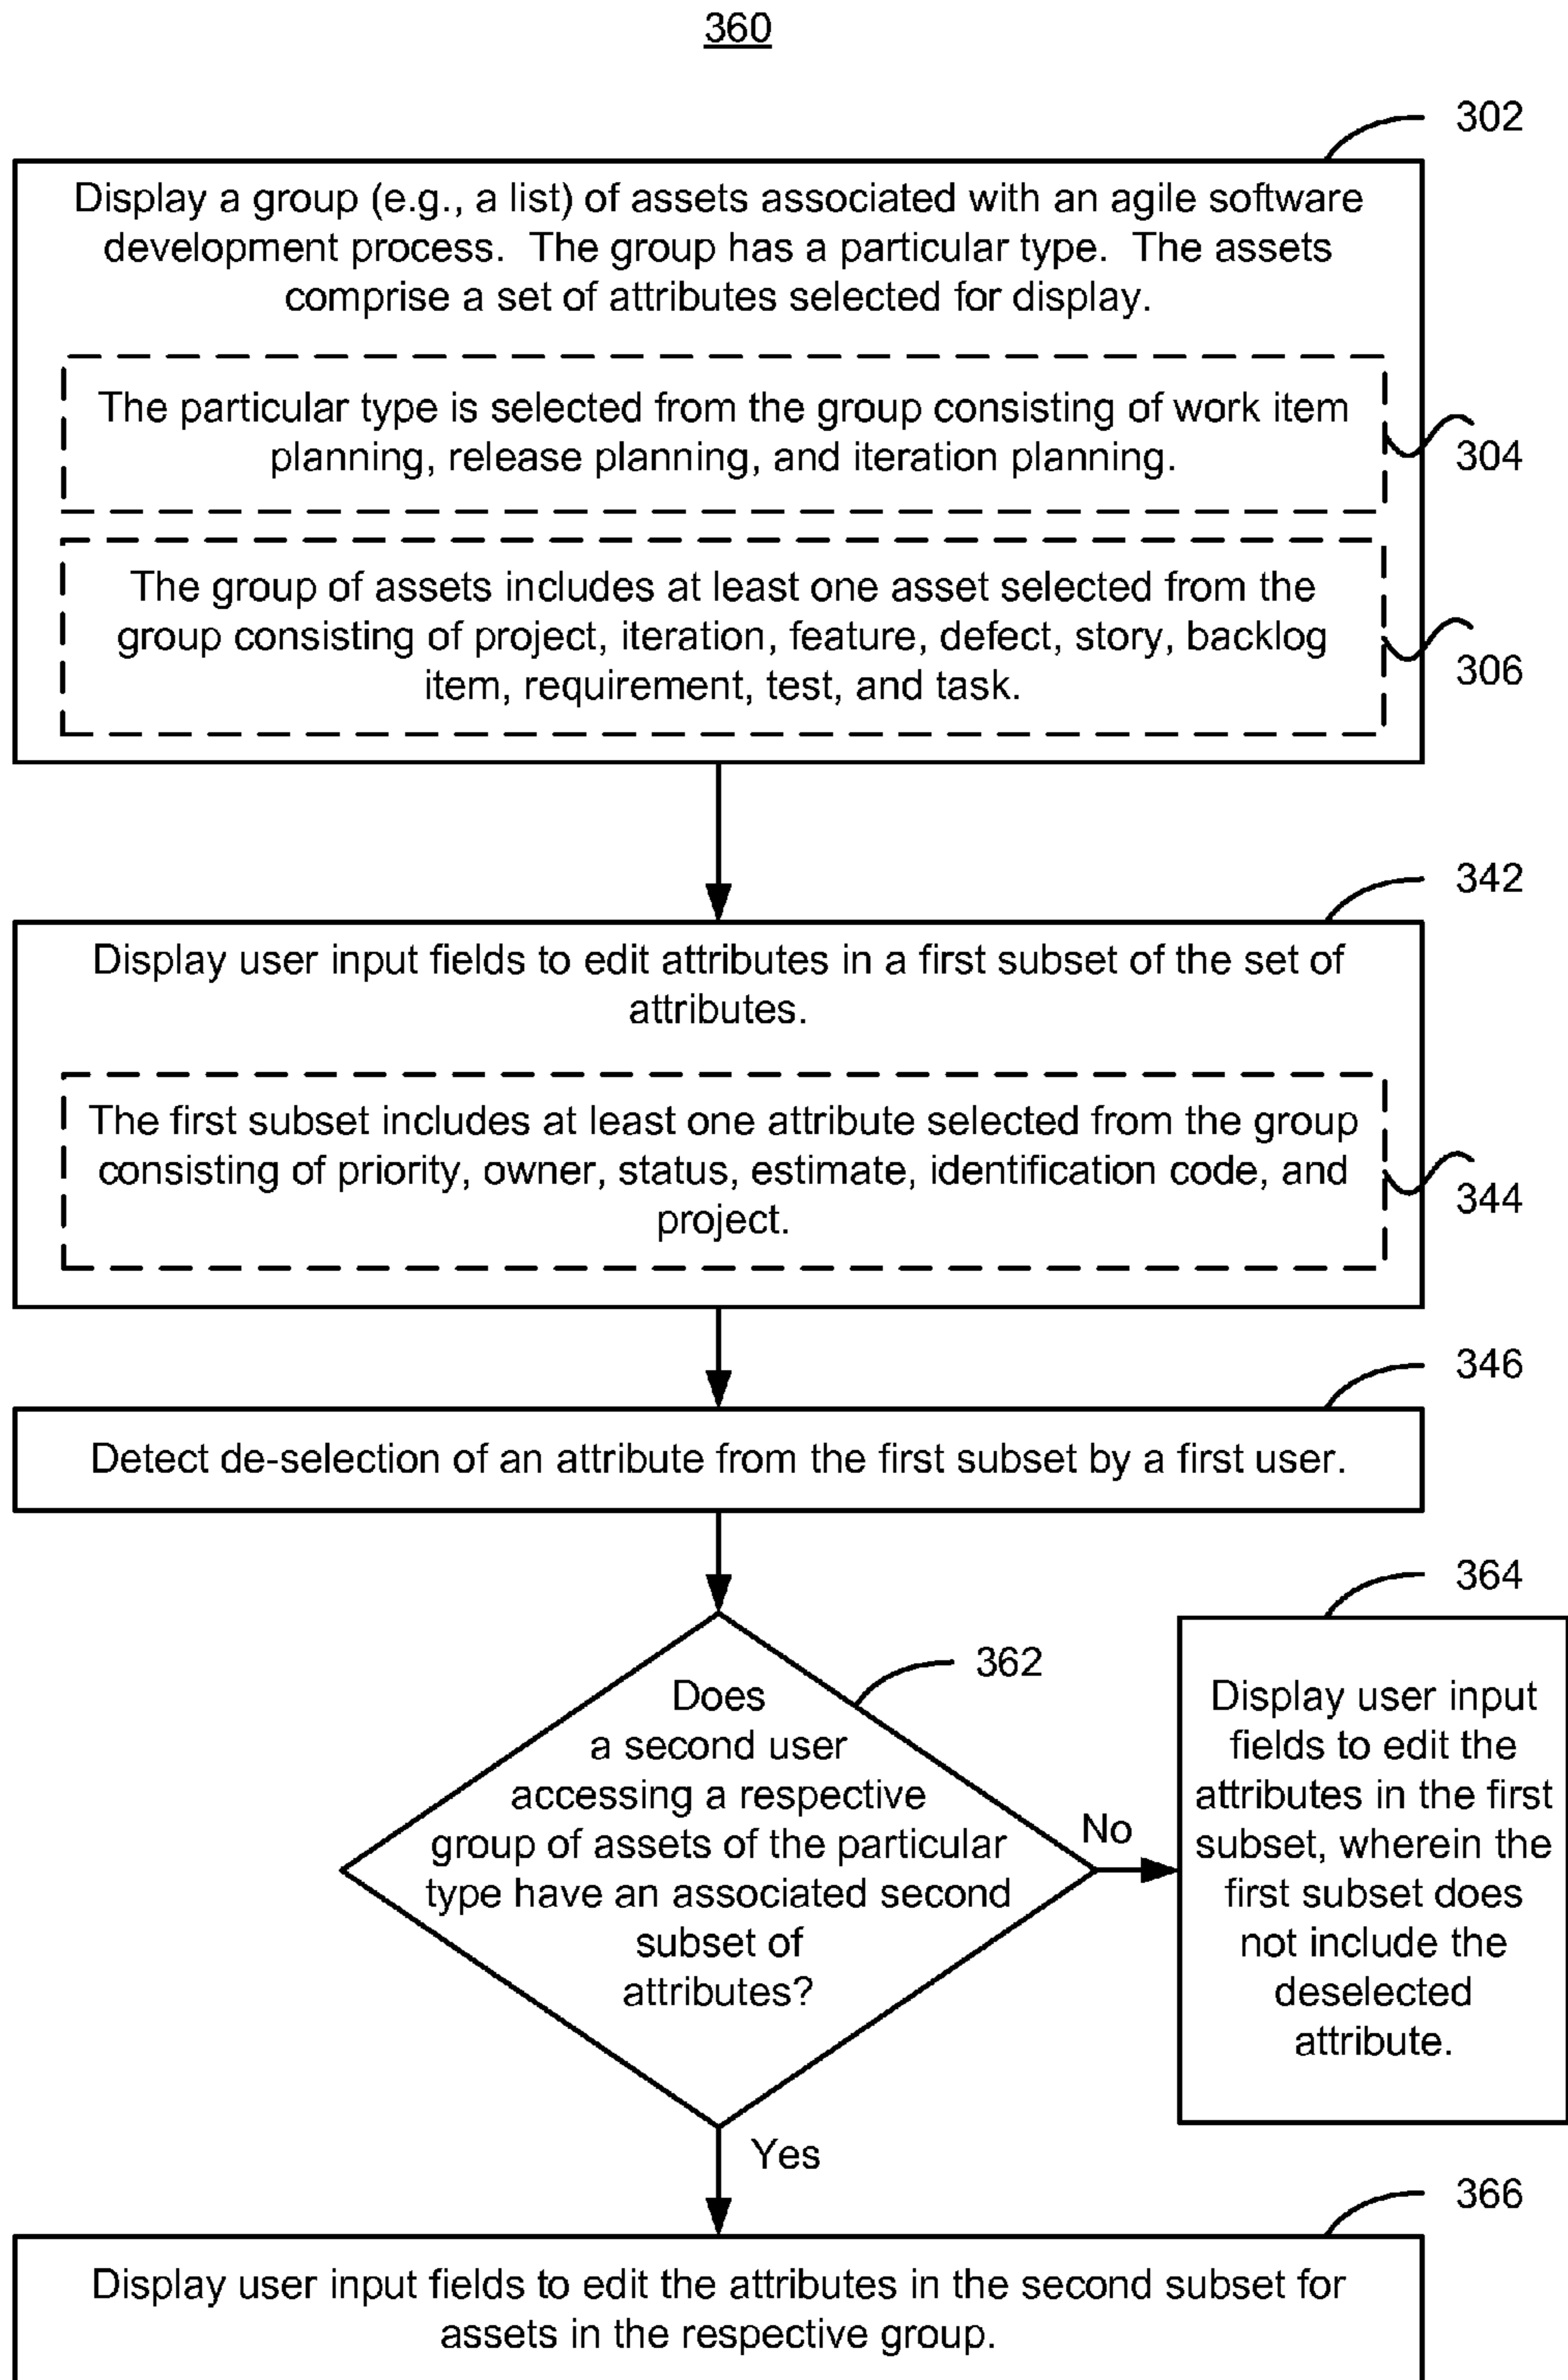 360
302
Display a group (e.g., a list) of assets associated with an agile software
development process.  The group has a particular type.  The assets
comprise a set of attributes selected for display.
The particular type is selected from the group consisting of work item
planning, release planning, and iteration planning.
304
The group of assets includes at least one asset selected from the
group consisting of project, iteration, feature, defect, story, backlog
item, requirement, test, and task.
306
342
Display user input fields to edit attributes in a first subset of the set of
attributes.
The first subset includes at least one attribute selected from the group
consisting of priority, owner, status, estimate, identification code, and
project.
344
346
Detect de-selection of an attribute from the first subset by a first user.
362
Does
a second user
accessing a respective
group of assets of the particular
type have an associated second
subset of
attributes?
No
364
Display user input
fields to edit the
attributes in the first
subset, wherein the
first subset does
not include the
deselected
attribute.
Yes
366
Display user input fields to edit the attributes in the second subset for
assets in the respective group.